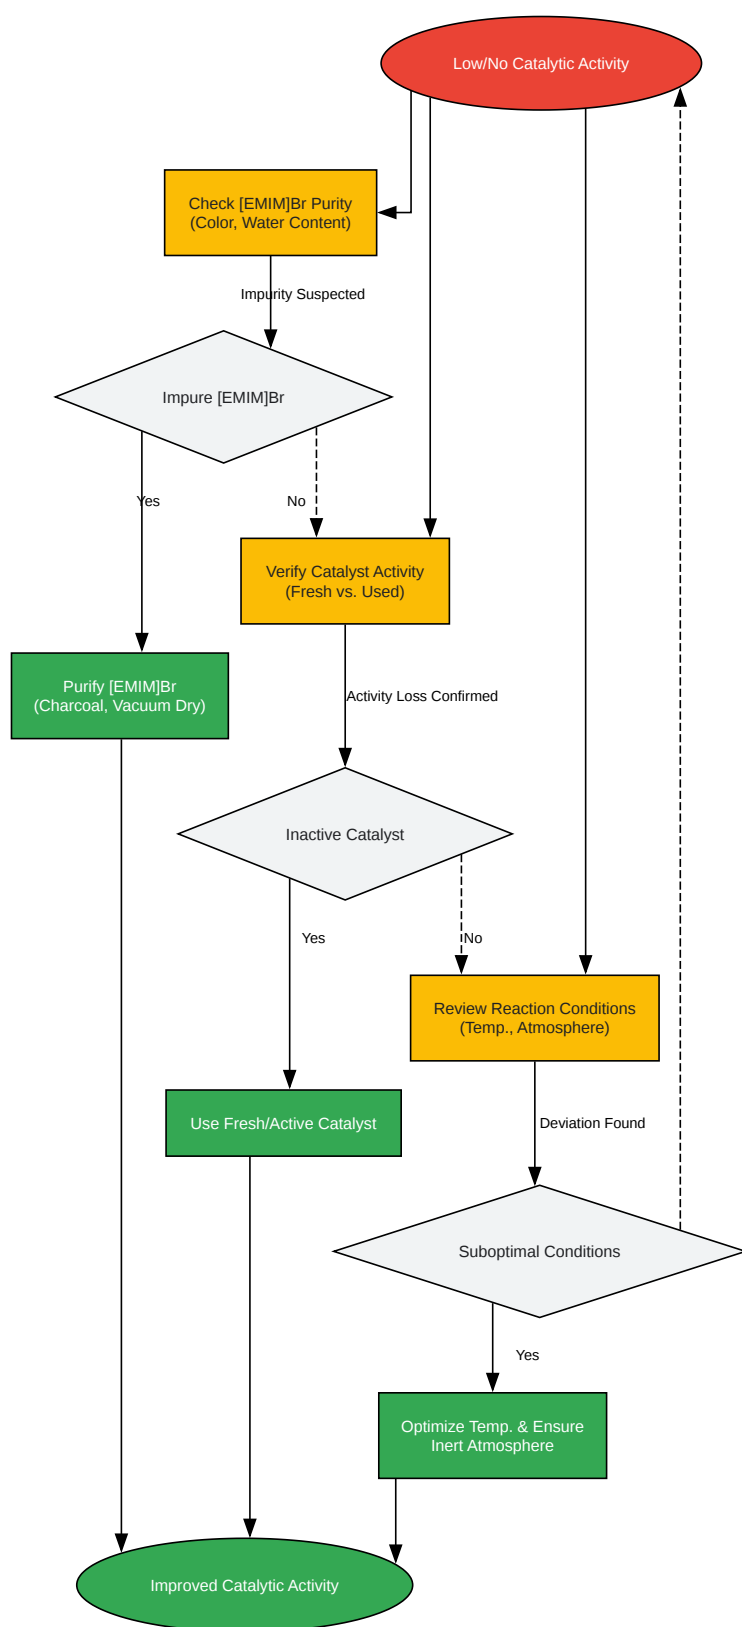 Low/No Catalytic Activity
Check [EMIM]Br Purity
(Color, Water Content)
Impurity Suspected
Impure [EMIM]Br
Yes
No
Verify Catalyst Activity
(Fresh vs. Used)
Purify [EMIM]Br
(Charcoal, Vacuum Dry)
Activity Loss Confirmed
Inactive Catalyst
Yes
No
Review Reaction Conditions
(Temp., Atmosphere)
Use Fresh/Active Catalyst
Deviation Found
Suboptimal Conditions
Yes
Optimize Temp. & Ensure
Inert Atmosphere
Improved Catalytic Activity